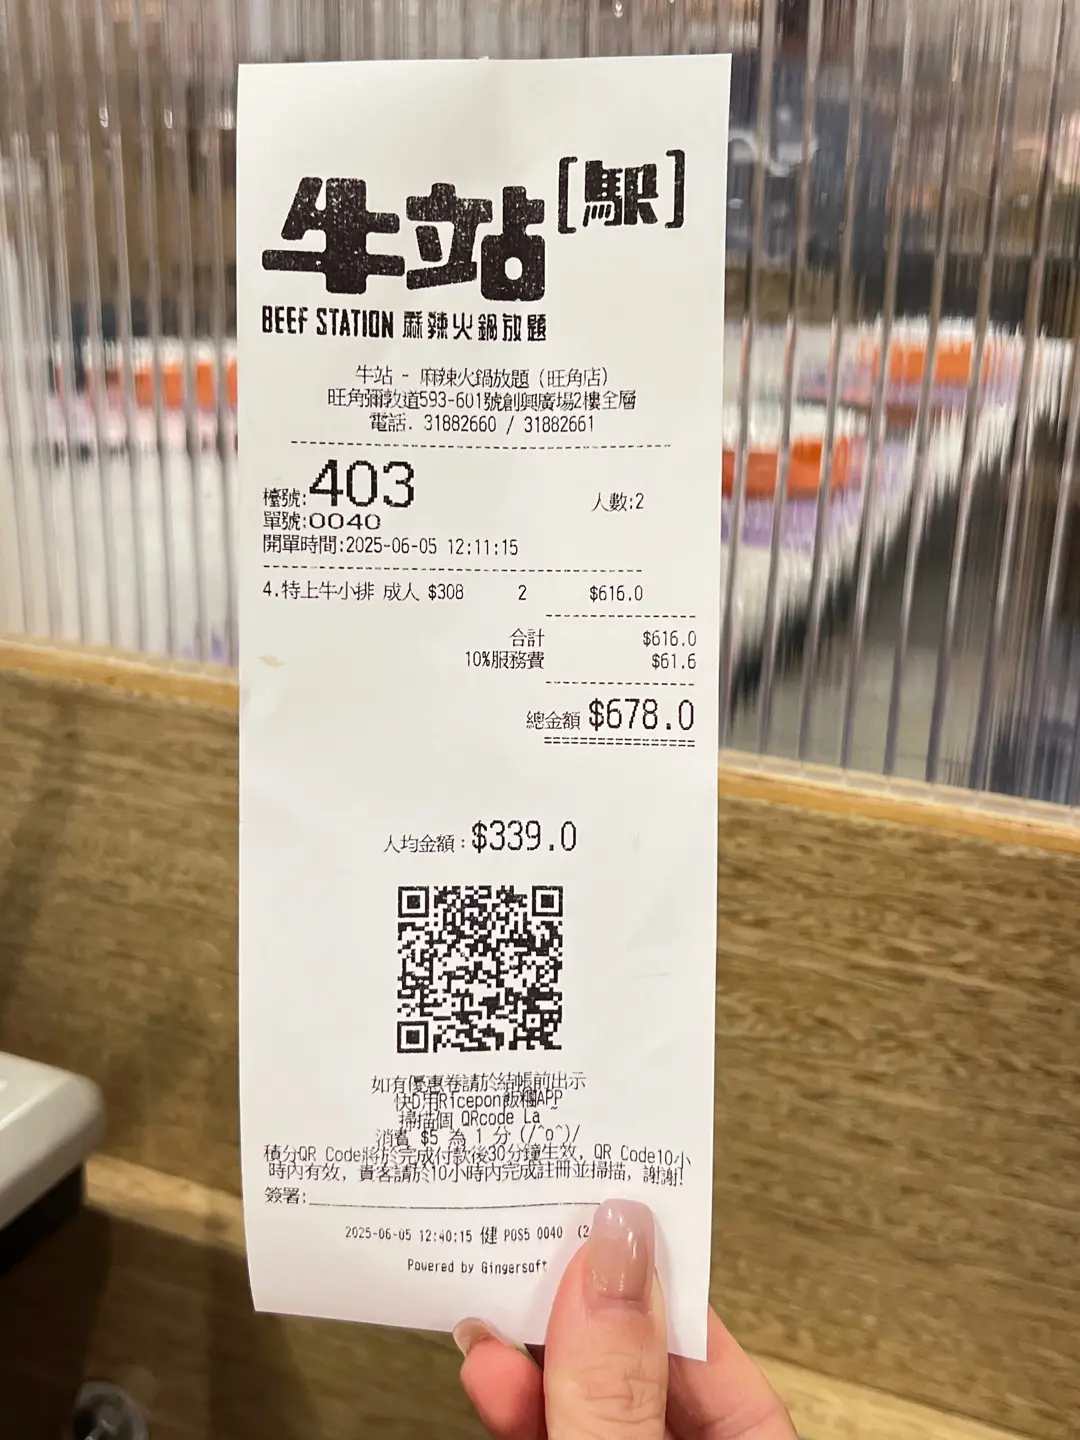 牛站[駅]
BEEF STATION 麻辣火鍋放題
牛站 - 麻辣火鍋放題 (旺角店)
旺角彌敦道593-601號創興廣場2樓全層
電話. 31882660 / 31882661
檯號:403 人數:2
單號:0040
開單時間:2025-06-05 12:11:15
4.特上牛小排 成人 $308 2 $616.0
合計 $616.0
10%服務費 $61.6
總金額 $678.0
人均金額:$339.0
如有優惠卷請於結帳前出示
快D用Ricepon飯糰APP
掃描個 QRcode La ~
消費 $5 為 1 分 (/^o^)/
積分QR Code將於完成付款後30分鐘生效, QR Code10小
時內有效, 貴客請於10小時內完成註冊並掃描, 謝謝!
簽署:
2025-06-05 12:40:15 健 POS5 0040 (2
Powered by Gingersoft